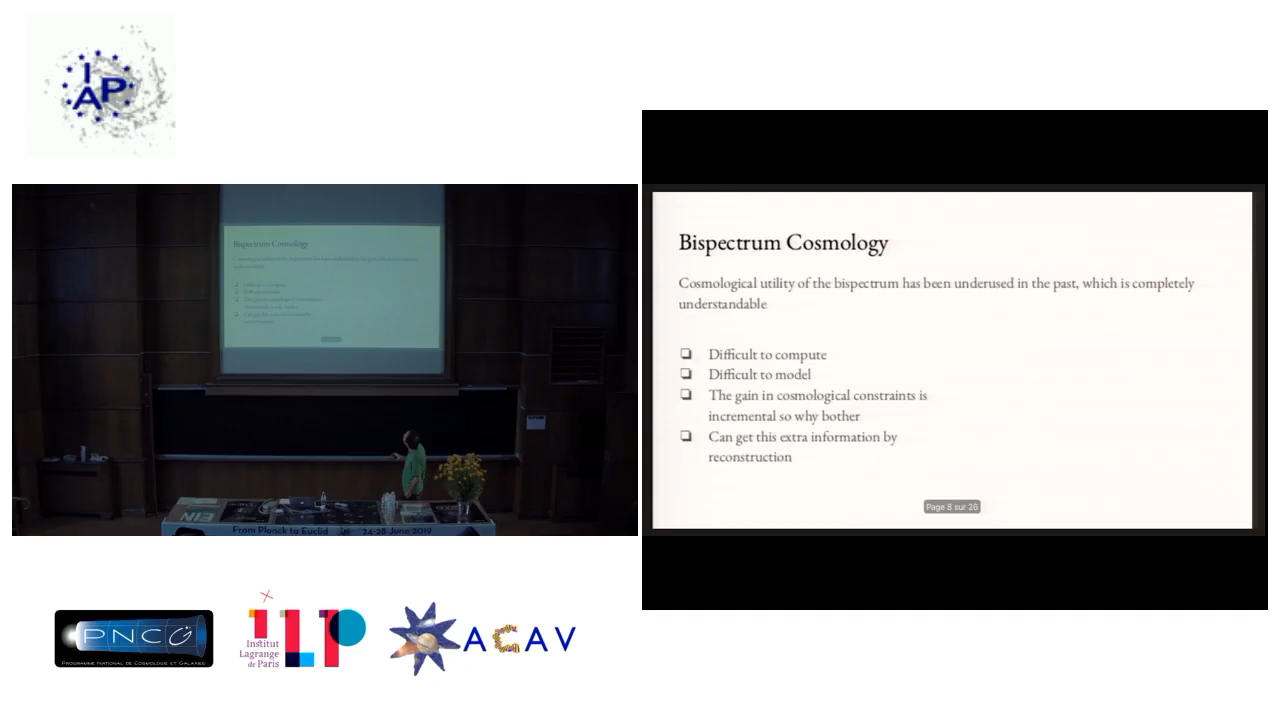 IAP
Bispectrum Cosmology
From Planck to Euclid
24-28 June 2019
Bispectrum Cosmology
Cosmological utility of the bispectrum has been underused in the past, which is completely
understandable
❏ Difficult to compute
❏ Difficult to model
❏ The gain in cosmological constraints is
incremental so why bother
❏ Can get this extra information by
reconstruction
Page 8 sur 26
PNCG
PROGRAMME NATIONAL DE COSMOLOGIE ET GALAXIES
iLP
Institut
Lagrange
de Paris
ACAV